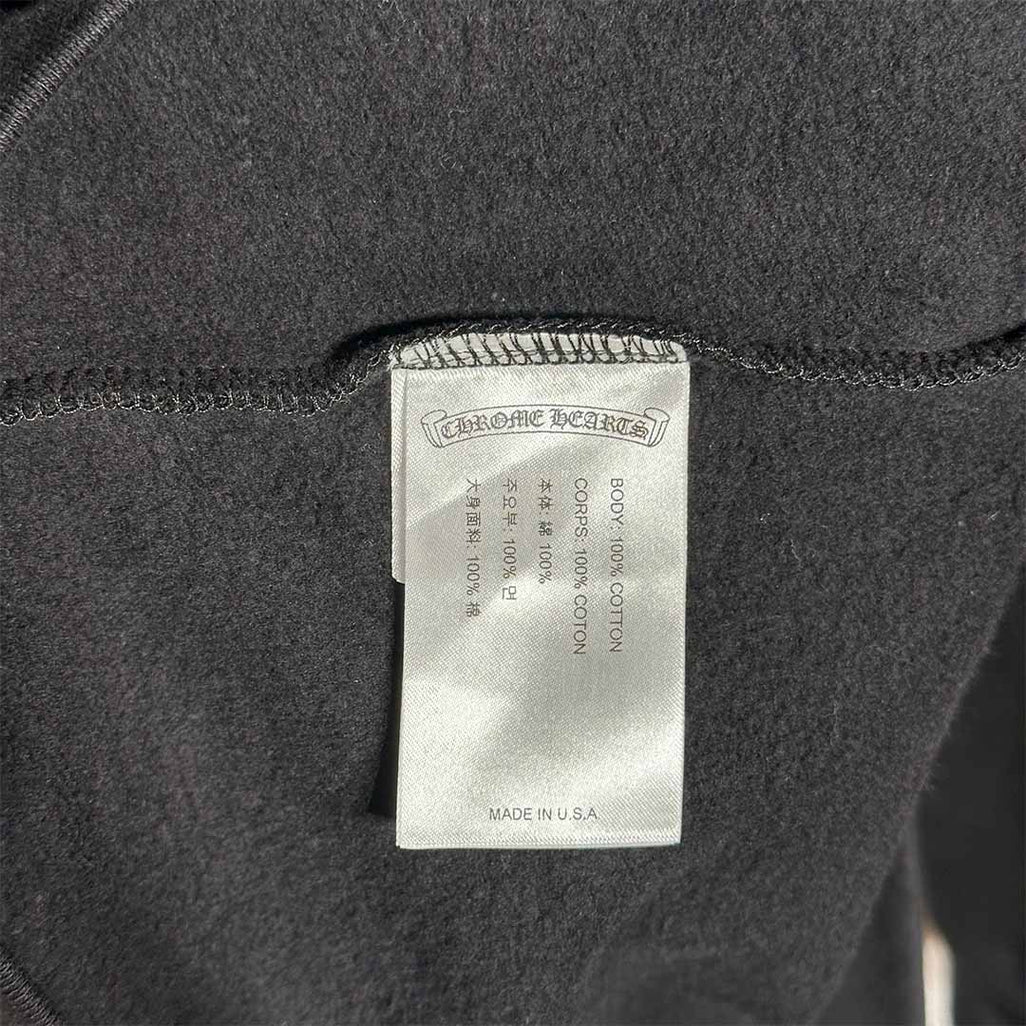 CHROME HEARTS
BODY: 100% COTTON
CORPS: 100% COTON
本体: 綿 100%
주요부: 100% 면
大身面料: 100% 棉
MADE IN U.S.A